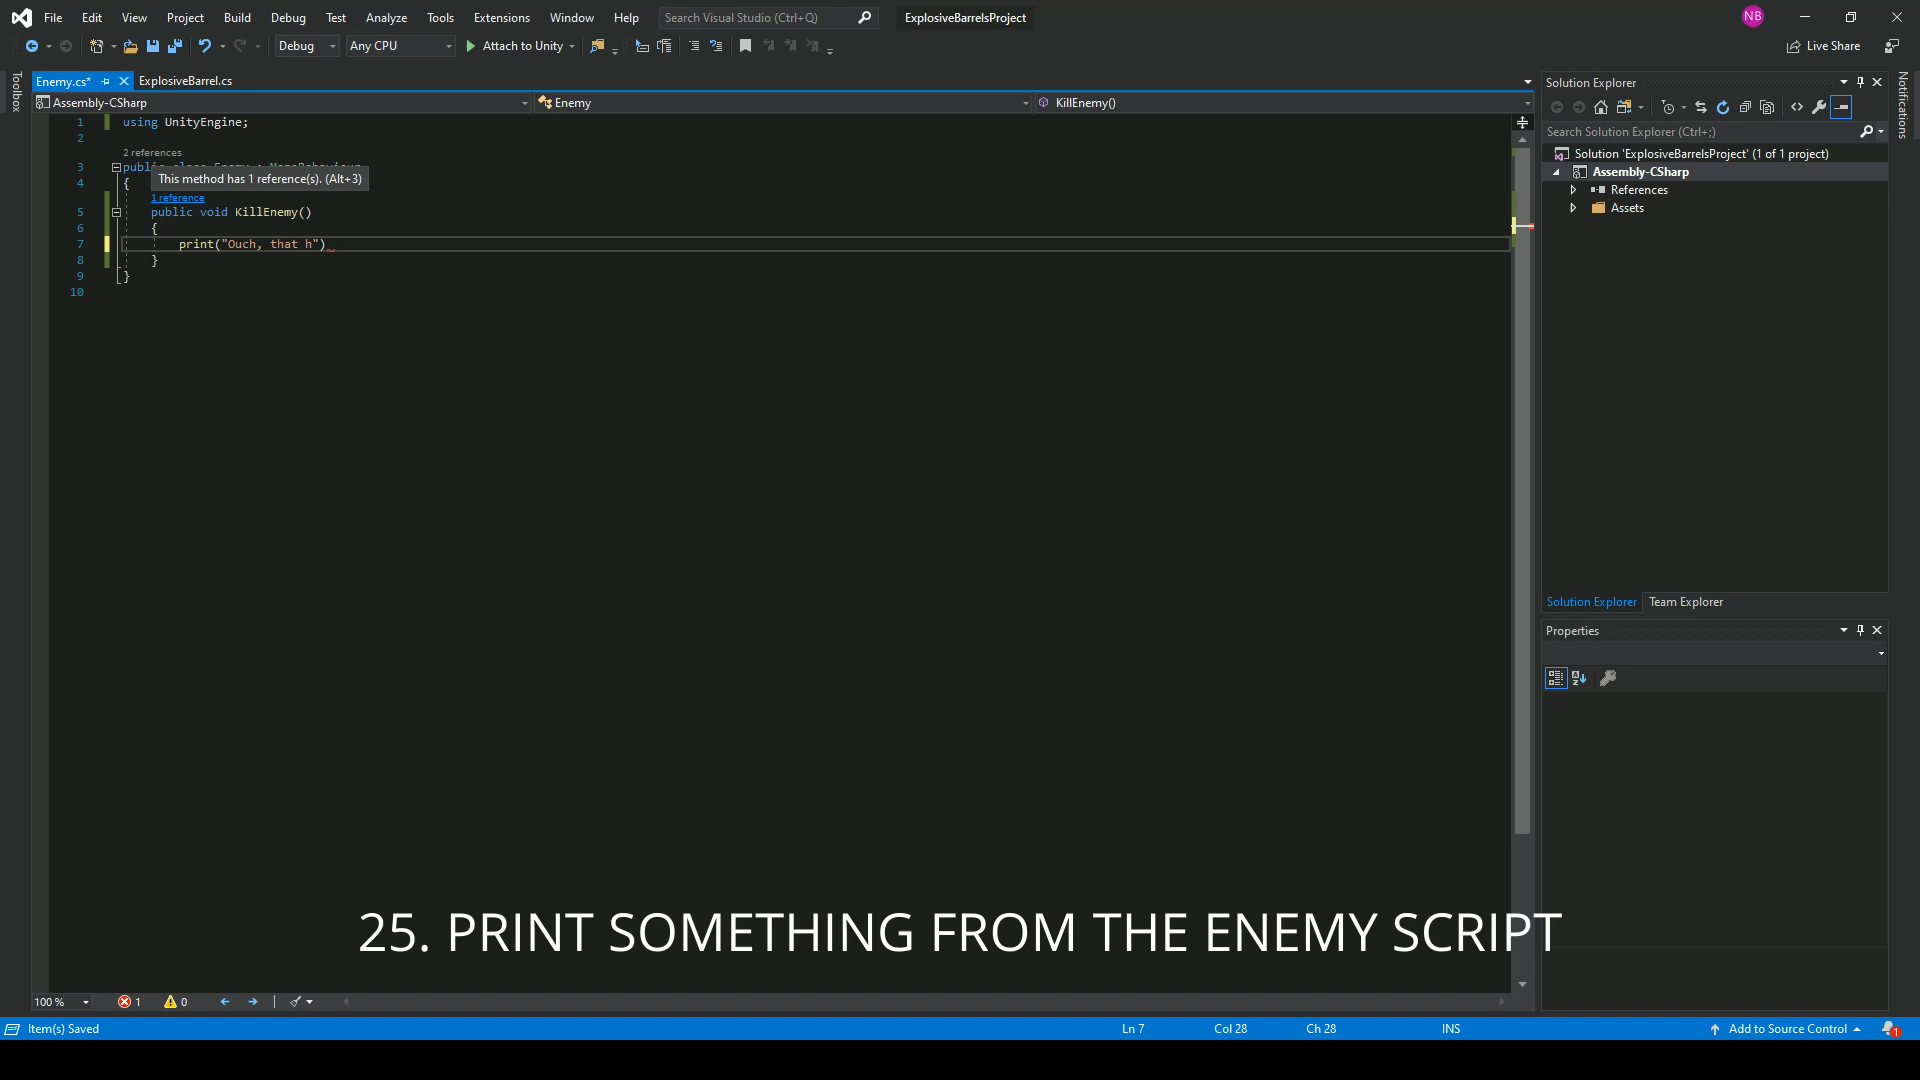 File Edit View Project Build Debug Test Analyze Tools Extensions Window Help Search Visual Studio (Ctrl+Q) ExplosiveBarrelsProject NB
Debug Any CPU Attach to Unity Live Share
Toolbox
Enemy.cs* ExplosiveBarrel.cs
Assembly-CSharp Enemy KillEnemy()
1 using UnityEngine;
2
2 references
3 public class Enemy : MonoBehaviour
4 {
This method has 1 reference(s). (Alt+3)
1 reference
5 public void KillEnemy()
6 {
7 print("Ouch, that h")
8 }
9 }
10
Solution Explorer
Search Solution Explorer (Ctrl+;)
Solution 'ExplosiveBarrelsProject' (1 of 1 project)
Assembly-CSharp
References
Assets
Solution Explorer Team Explorer
Properties
Notifications
25. PRINT SOMETHING FROM THE ENEMY SCRIPT
100 % 1 0
Item(s) Saved Ln 7 Col 28 Ch 28 INS Add to Source Control 1